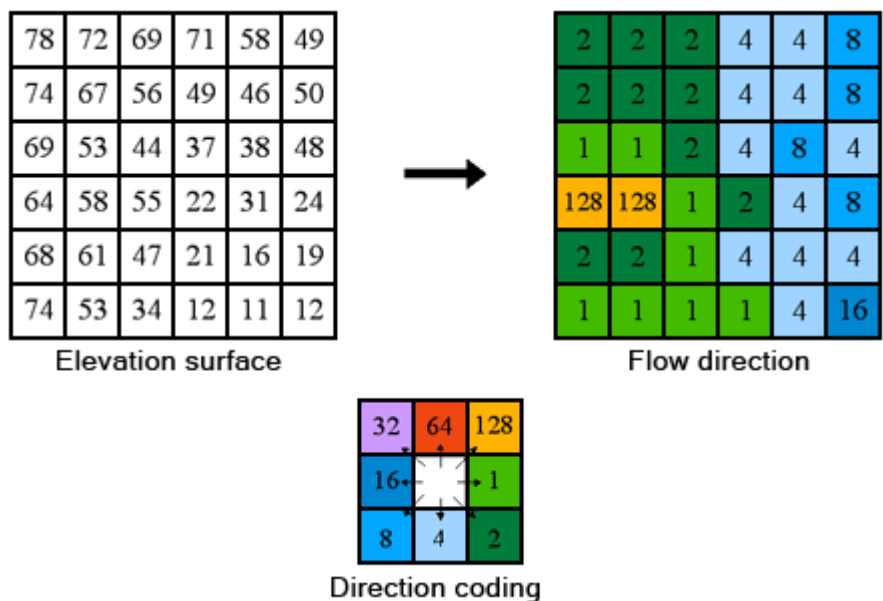 78 72 69 71 58 49
74 67 56 49 46 50
69 53 44 37 38 48
64 58 55 22 31 24
68 61 47 21 16 19
74 53 34 12 11 12
Elevation surface
2 2 2 4 4 8
2 2 2 4 4 8
1 1 2 4 8 4
128 128 1 2 4 8
2 2 1 4 4 4
1 1 1 1 4 16
Flow direction
32 64 128
16 1
8 4 2
Direction coding